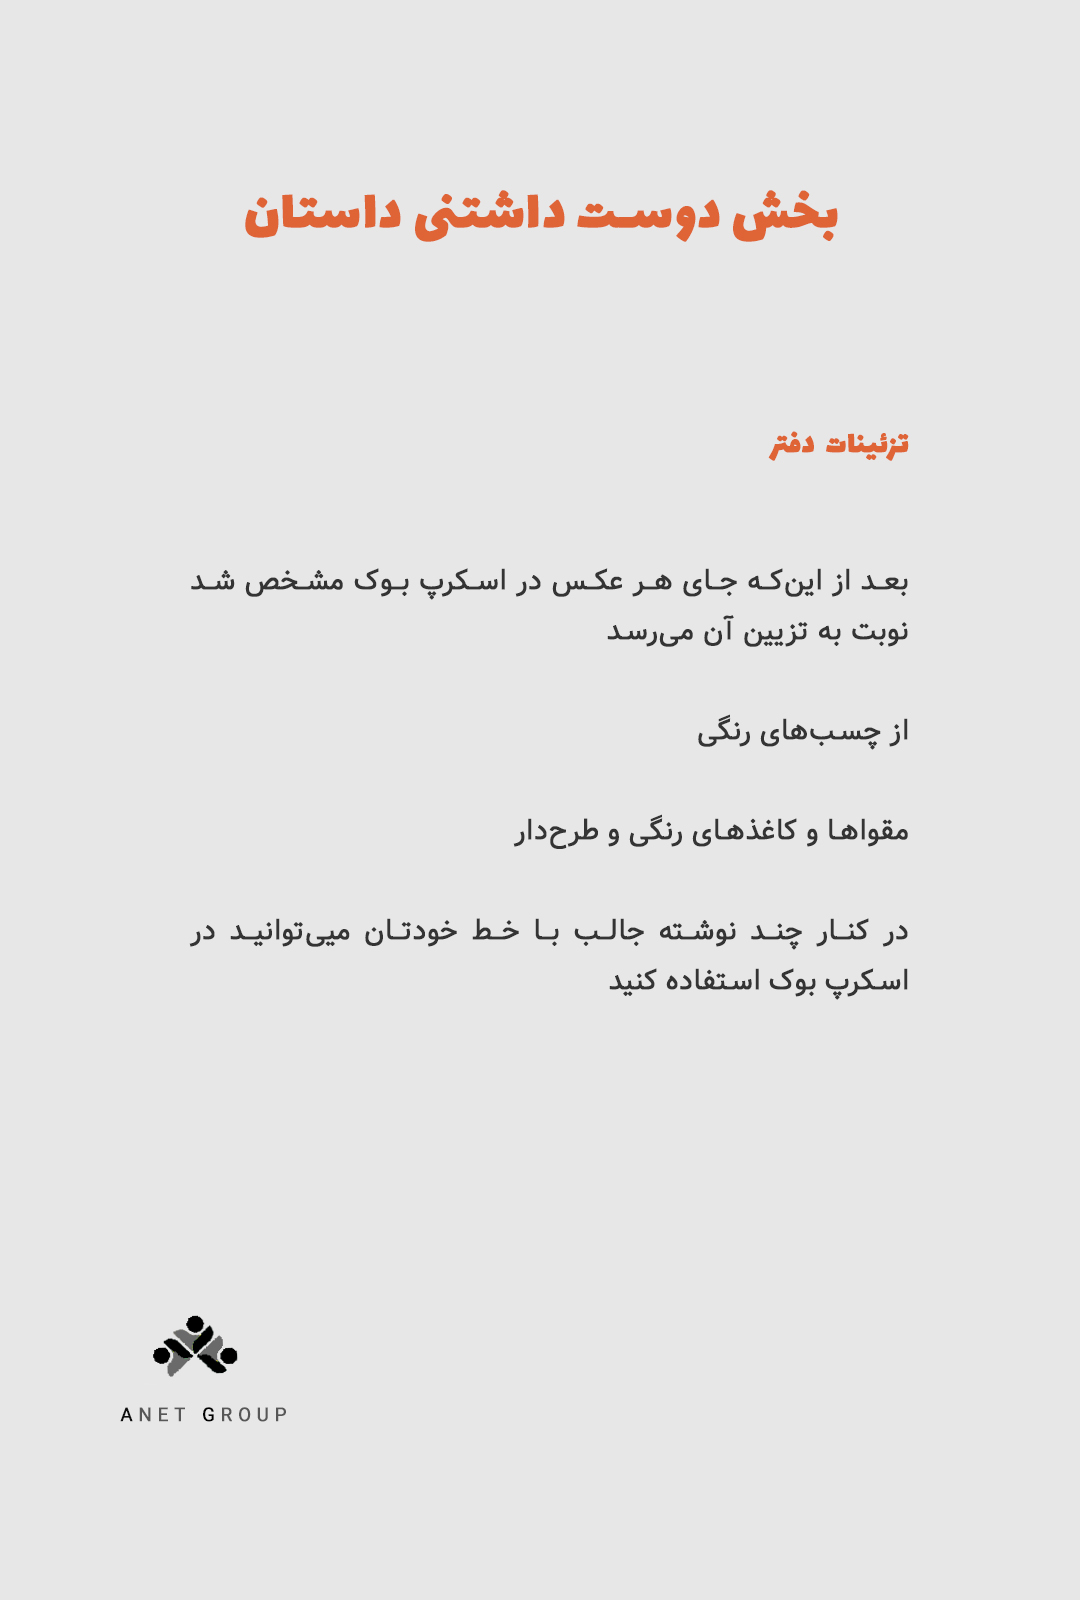 بخش دوست داشتنی داستان
تزئینات دفتر
بعد از این‌که جای هر عکس در اسکرپ بوک مشخص شد
نوبت به تزیین آن می‌رسد
از چسب‌های رنگی
مقواها و کاغذهای رنگی و طرح‌دار
در کنار چند نوشته جالب با خط خودتان میی‌توانید در
اسکرپ بوک استفاده کنید
ANET GROUP